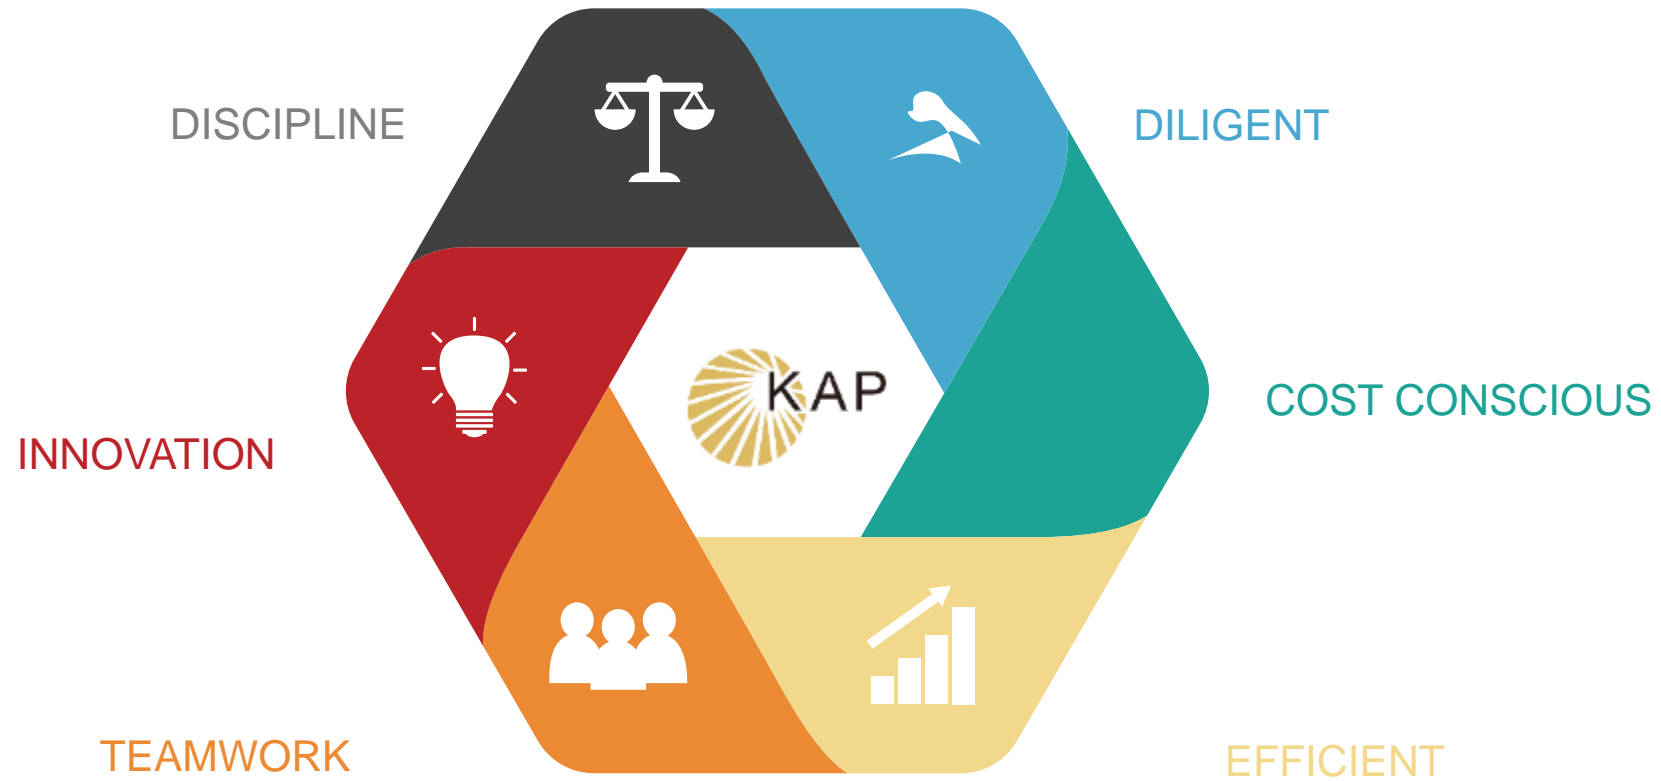 DISCIPLINE
DILIGENT
KAP
COST CONSCIOUS
INNOVATION
TEAMWORK
EFFICIENT